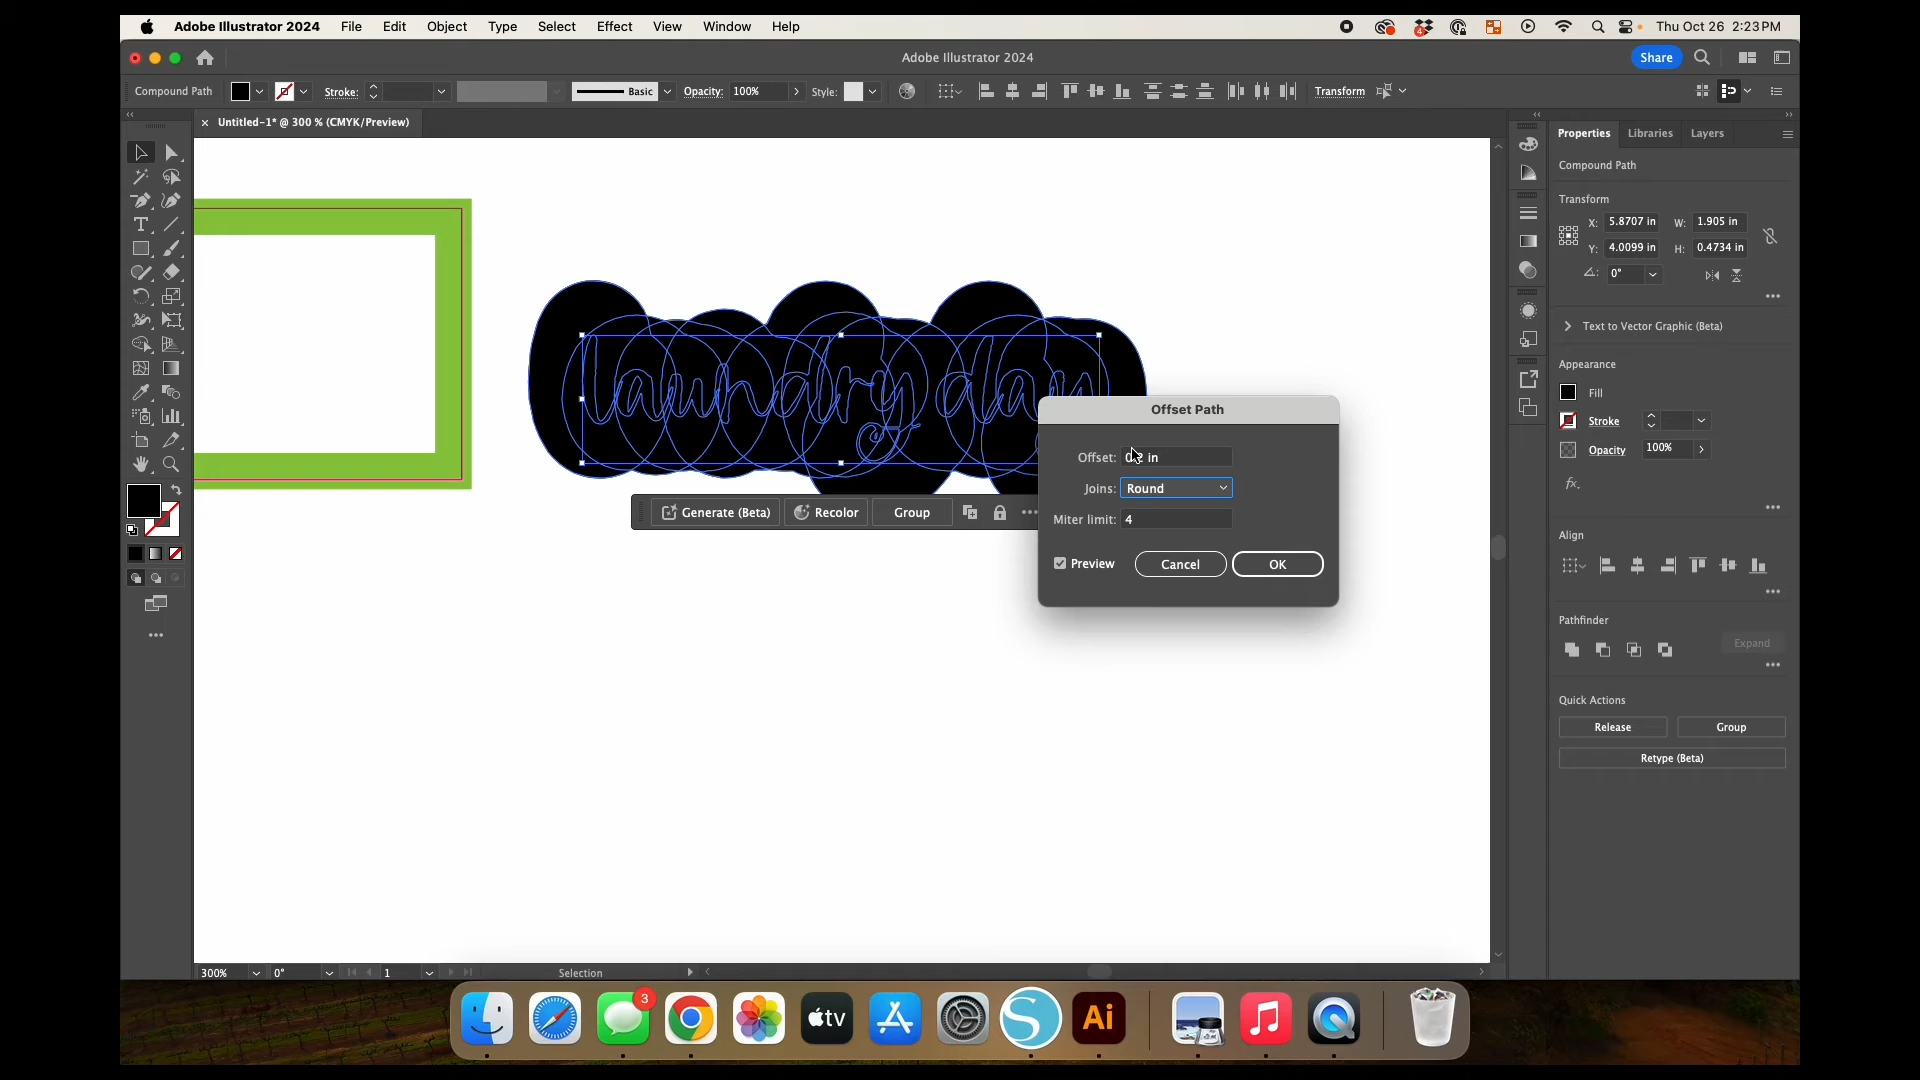 Adobe Illustrator 2024 File Edit Object Type Select Effect View Window Help 4 Thu Oct 26 2:23 PM
Adobe Illustrator 2024 Share
Compound Path Stroke: Basic Opacity: 100% Style: Transform
× Untitled-1* @ 300 % (CMYK/Preview)
Properties Libraries Layers
Compound Path
Transform
X: 5.8707 in W: 1.905 in
Y: 4.0099 in H: 0.4734 in
0°
Text to Vector Graphic (Beta)
Appearance
Fill
Stroke
Opacity 100%
fx.
Align
Pathfinder
Expand
Quick Actions
Release Group
Retype (Beta)
laundry day
Generate (Beta) Recolor Group
Offset Path
Offset: in
Joins: Round
Miter limit: 4
Preview Cancel OK
300% 0° 1 Selection
3 tv S Ai